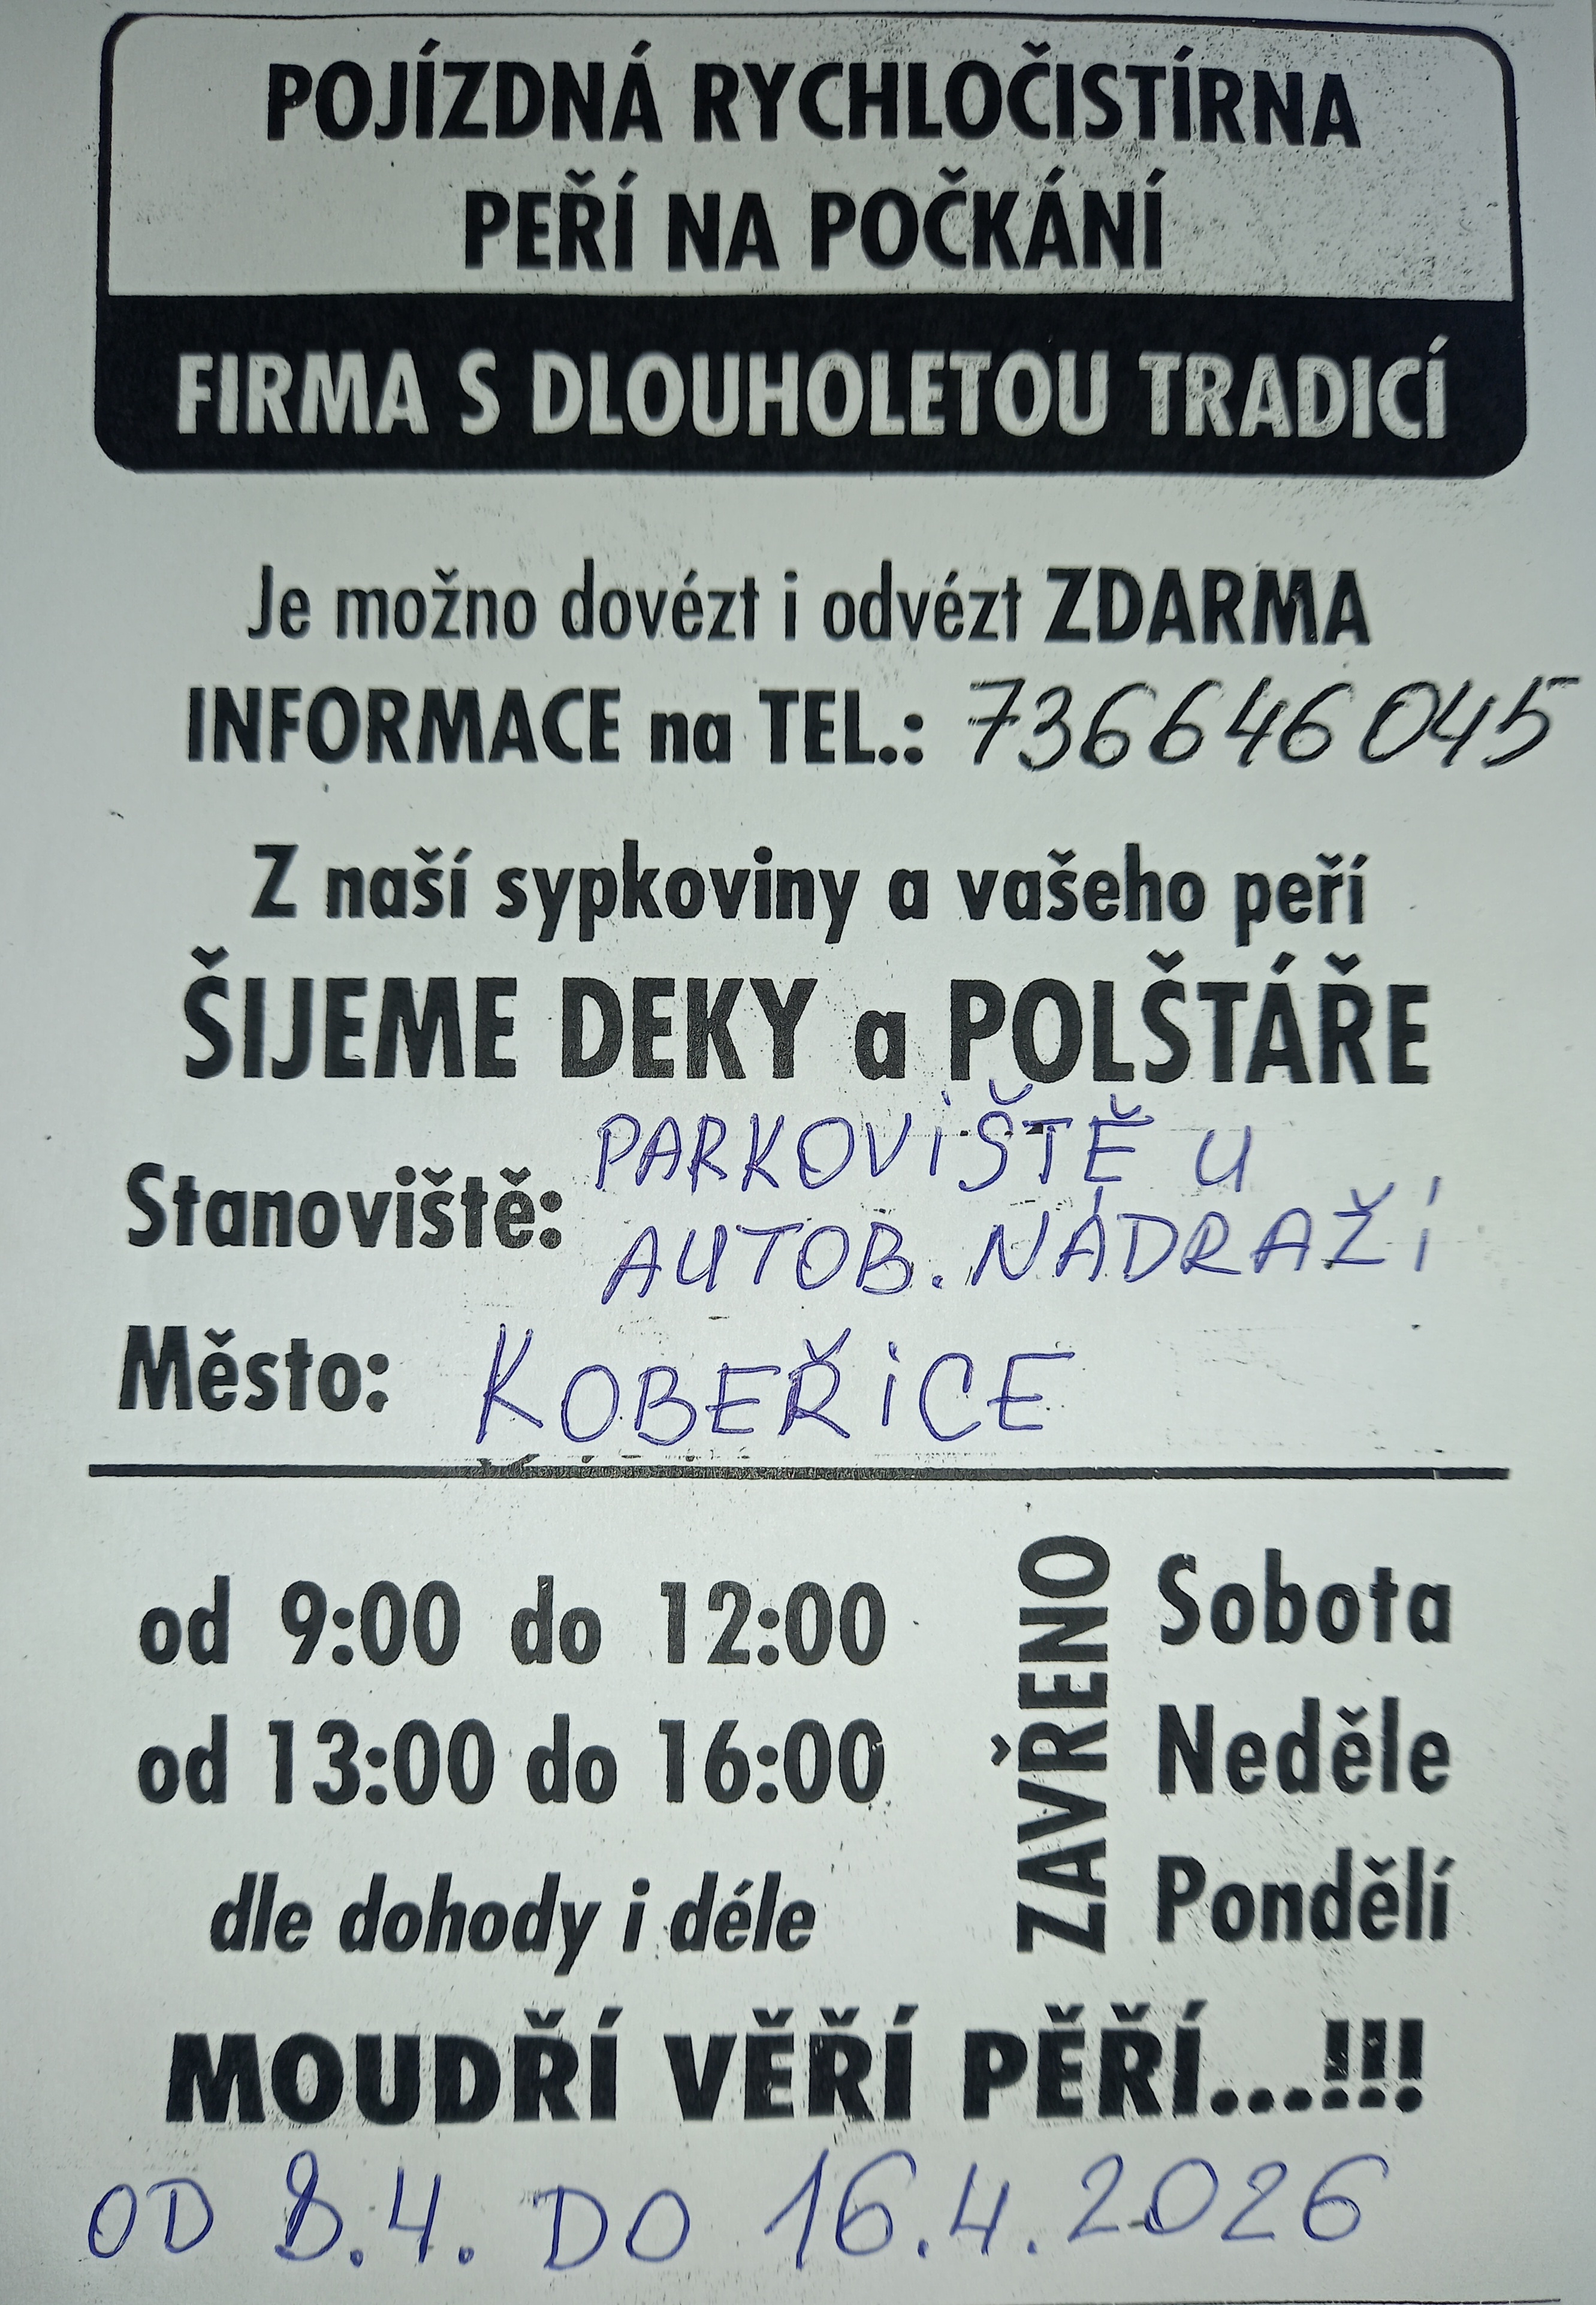 POJÍZDNÁ RYCHLOČISTÍRNA
PEŘÍ NA POČKÁNÍ
FIRMA S DLOUHOLETOU TRADICÍ
Je možno dovézt i odvézt ZDARMA
INFORMACE na TEL.: 736646045
Z naší sypkoviny a vašeho peří
ŠIJEME DEKY a POLŠTÁŘE
Stanoviště: PARKOVIŠTĚ U
AUTOB. NÁDRAŽÍ
Město: KOBEŘICE
od 9:00 do 12:00
od 13:00 do 16:00
dle dohody i déle
ZAVŘENO
Sobota
Neděle
Pondělí
MOUDŘÍ VĚŘÍ PĚŘÍ...!!!
OD 8.4. DO 16.4.2026